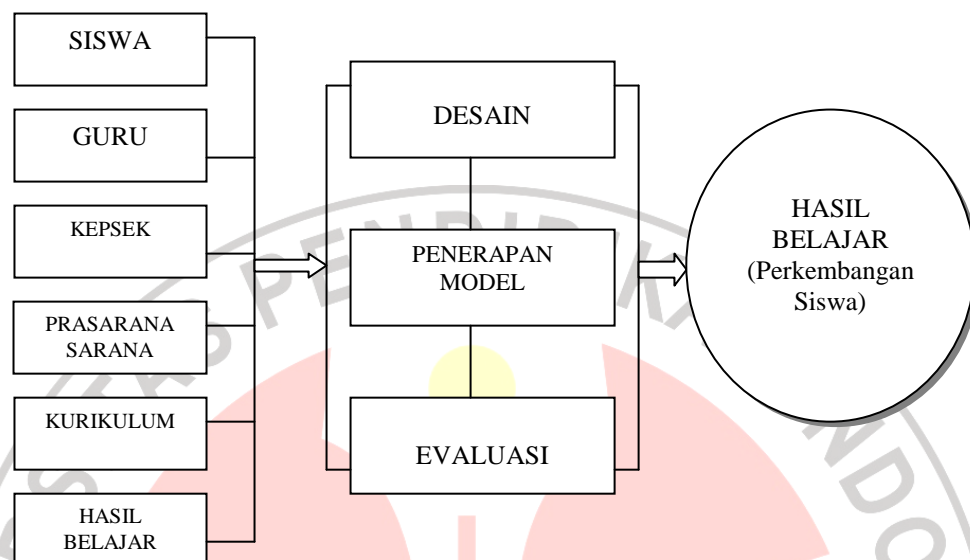 SISWA
GURU
KEPSEK
PRASARANA
SARANA
KURIKULUM
HASIL
BELAJAR
DESAIN
PENERAPAN
MODEL
EVALUASI
HASIL
BELAJAR
(Perkembangan
Siswa)